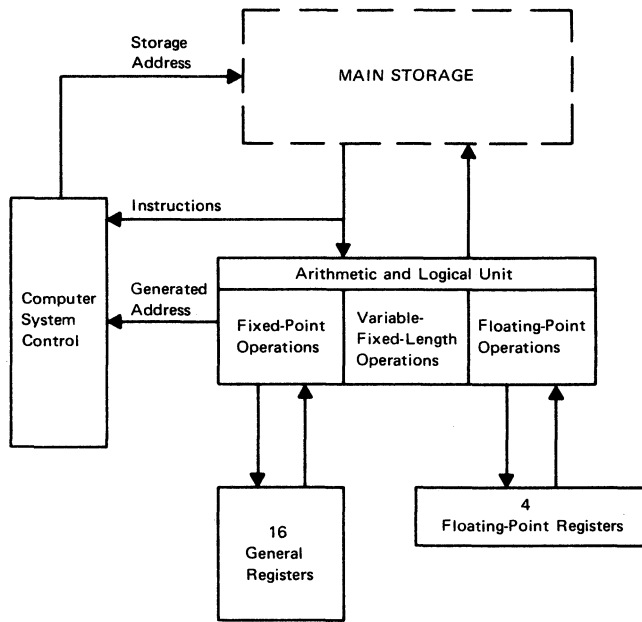 Storage
Address
MAIN STORAGE
Instructions
Arithmetic and Logical Unit
Generated
Address
Computer
System
Control
Fixed-Point
Operations
Variable-
Fixed-Length
Operations
Floating-Point
Operations
16
General
Registers
4
Floating-Point Registers